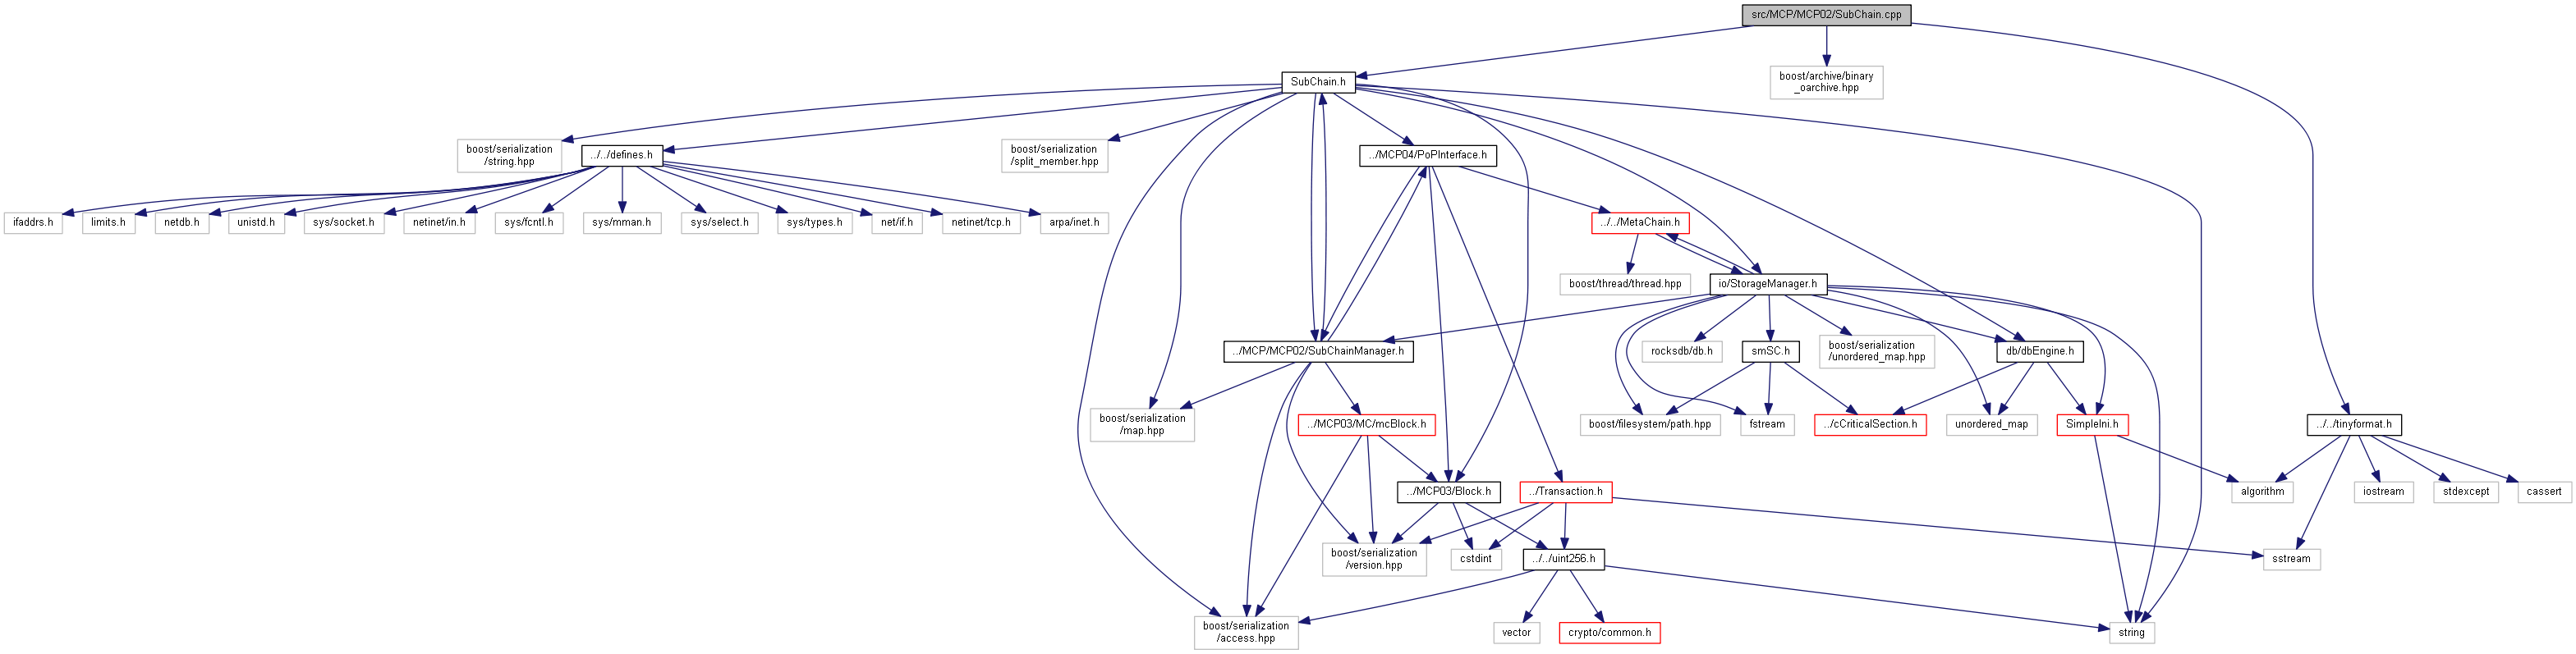 src/MCP/MCP02/SubChain.cpp
SubChain.h
boost/archive/binary
_oarchive.hpp
boost/serialization
/string.hpp
../../defines.h
boost/serialization
/split_member.hpp
../MCP04/PoPInterface.h
ifaddrs.h
limits.h
netdb.h
unistd.h
sys/socket.h
netinet/in.h
sys/fcntl.h
sys/mman.h
sys/select.h
sys/types.h
net/if.h
netinet/tcp.h
arpa/inet.h
../../MetaChain.h
boost/thread/thread.hpp
io/StorageManager.h
../MCP/MCP02/SubChainManager.h
rocksdb/db.h
smSC.h
boost/serialization
/unordered_map.hpp
db/dbEngine.h
boost/serialization
/map.hpp
../MCP03/MC/mcBlock.h
boost/filesystem/path.hpp
fstream
../cCriticalSection.h
unordered_map
SimpleIni.h
../../tinyformat.h
../MCP03/Block.h
../Transaction.h
algorithm
iostream
stdexcept
cassert
boost/serialization
/version.hpp
cstdint
../../uint256.h
sstream
boost/serialization
/access.hpp
vector
crypto/common.h
string